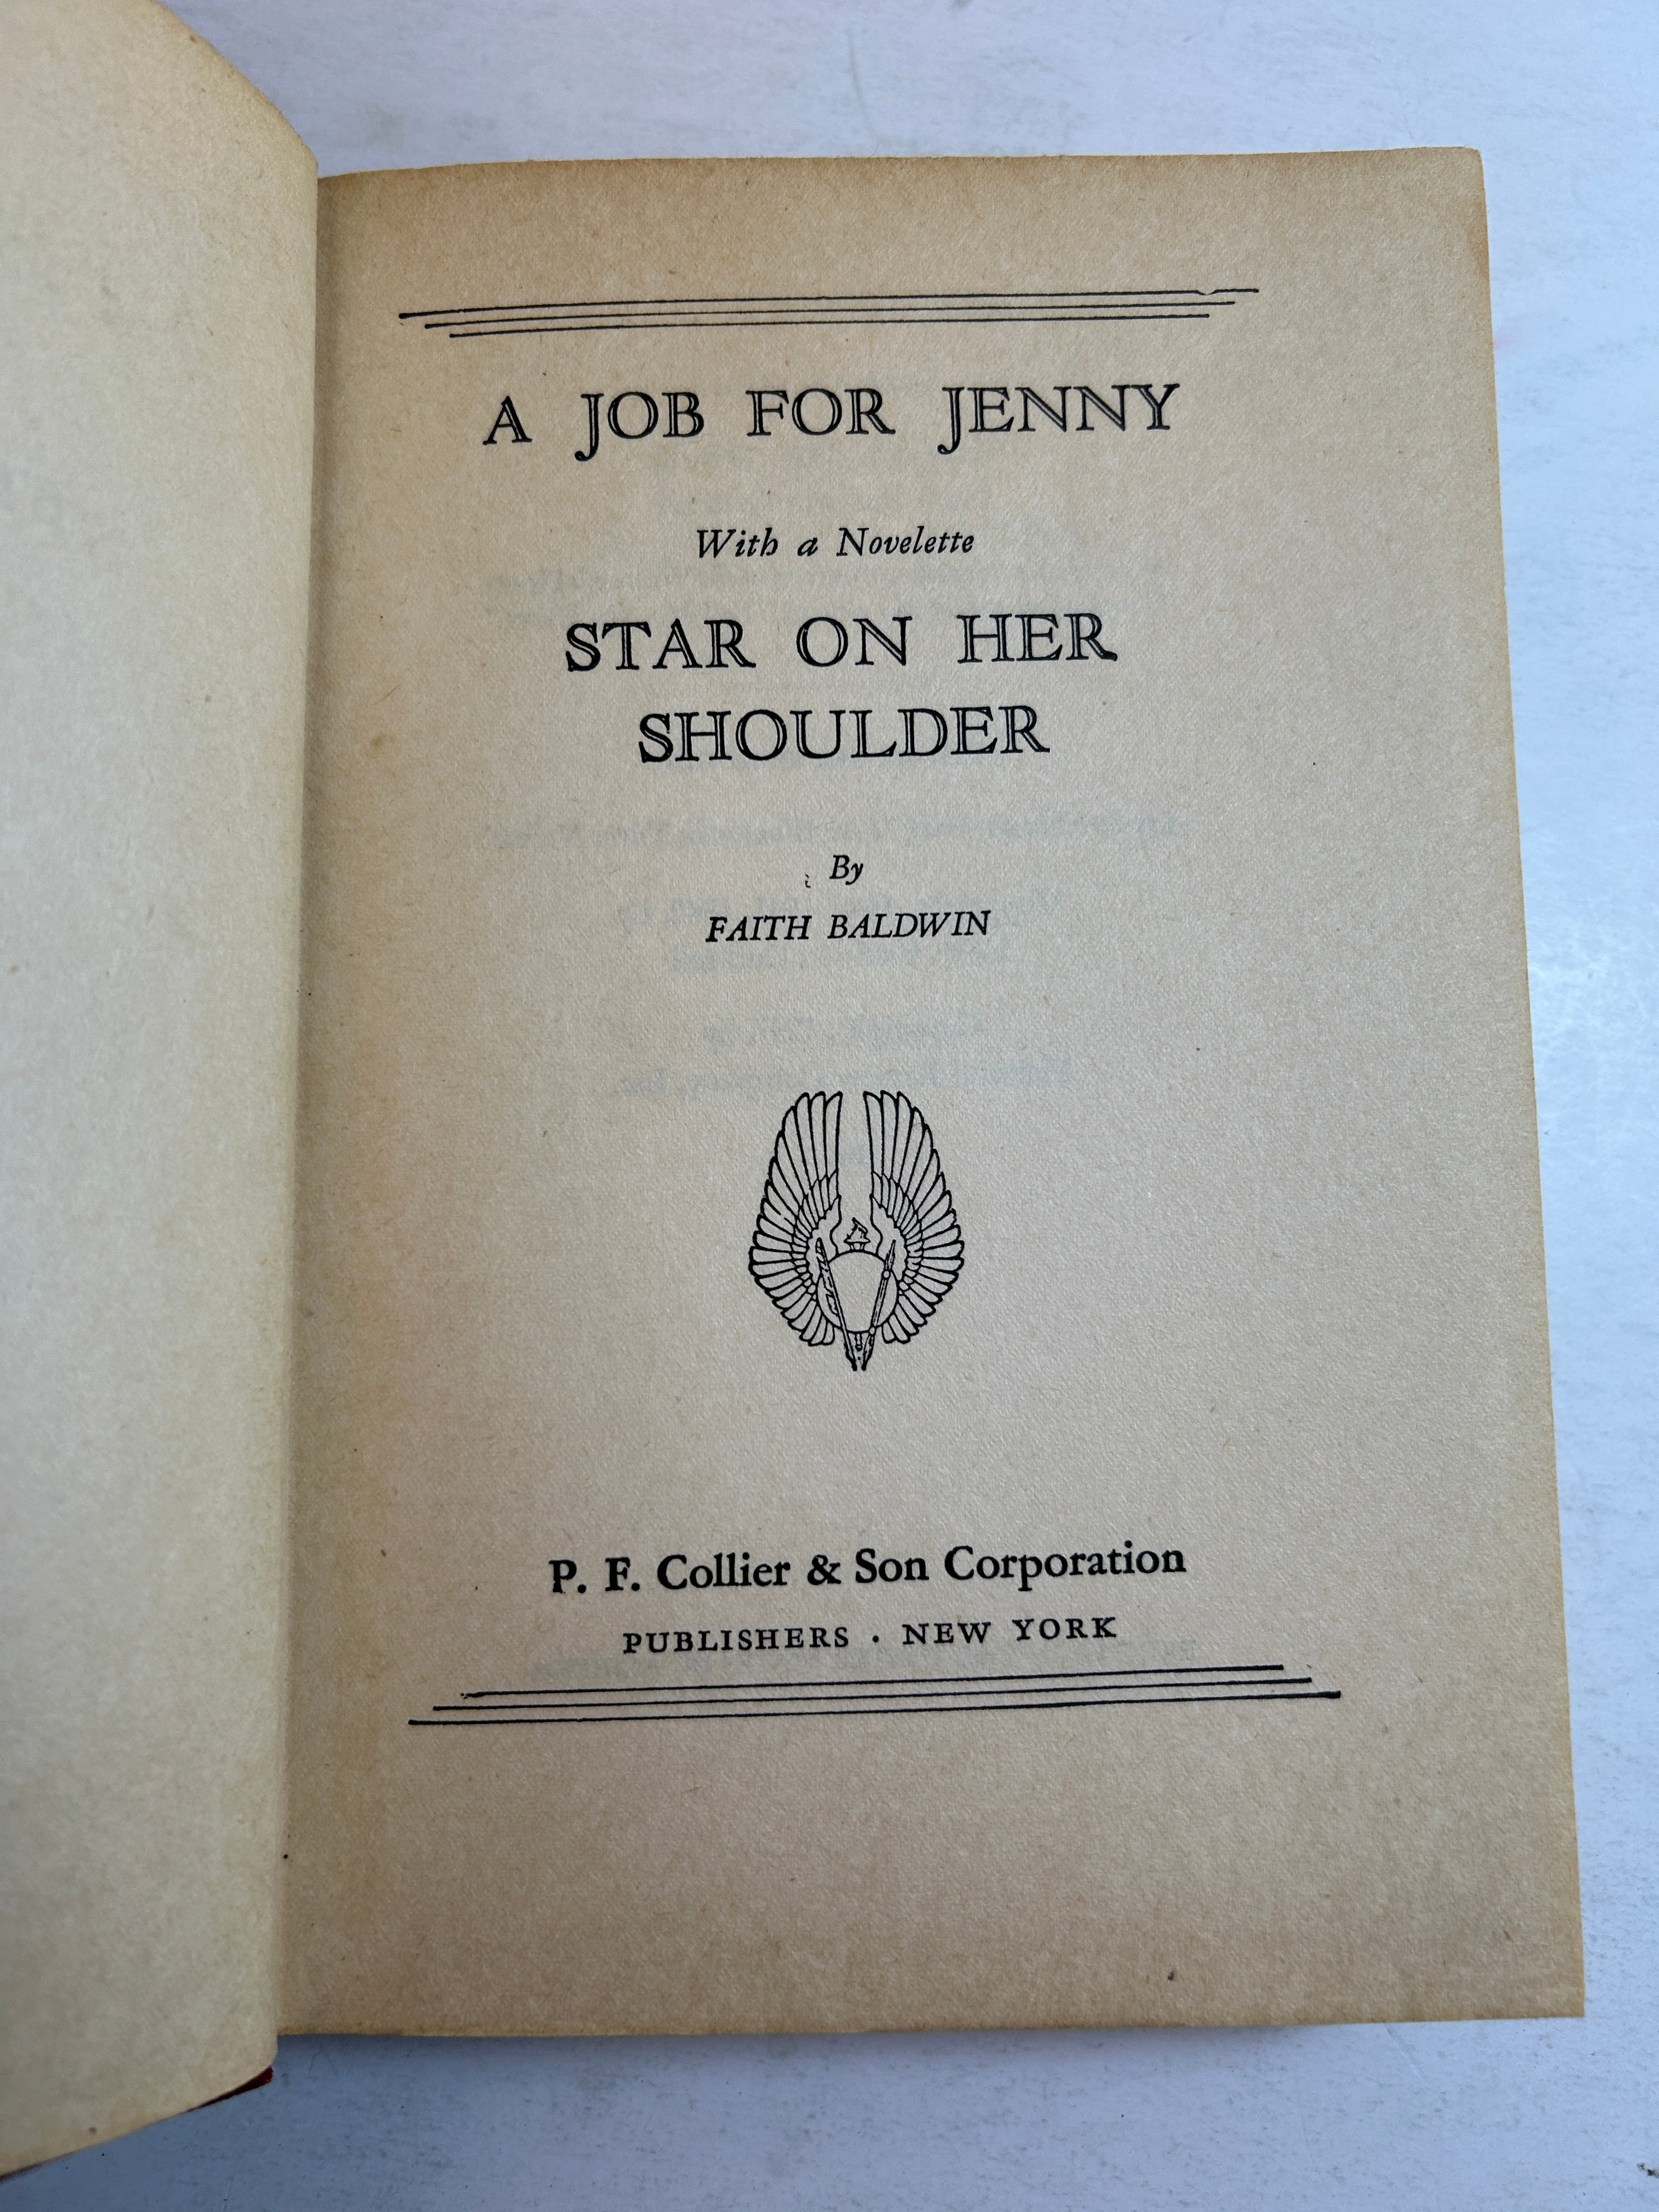 A JOB FOR JENNY
With a Novelette
STAR ON HER
SHOULDER
By
FAITH BALDWIN
P. F. Collier & Son Corporation
PUBLISHERS · NEW YORK